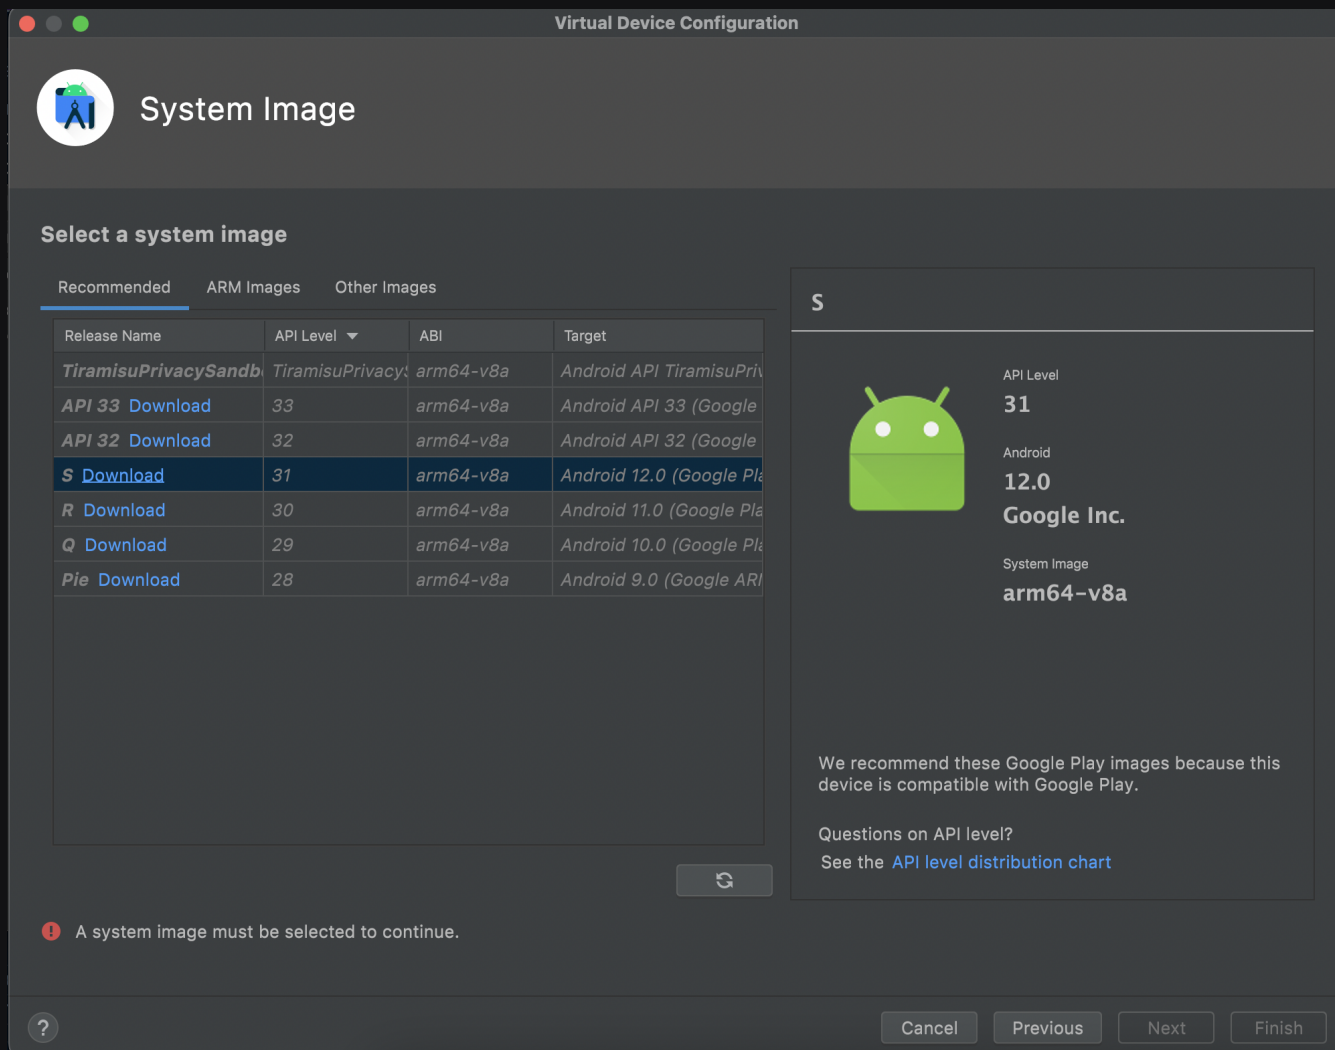 Virtual Device Configuration
System Image
Select a system image
Recommended ARM Images Other Images
Release Name API Level ABI Target
TiramisuPrivacySandb TiramisuPrivacyS arm64-v8a Android API TiramisuPriv
API 33 Download 33 arm64-v8a Android API 33 (Google
API 32 Download 32 arm64-v8a Android API 32 (Google
S Download 31 arm64-v8a Android 12.0 (Google Pla
R Download 30 arm64-v8a Android 11.0 (Google Pla
Q Download 29 arm64-v8a Android 10.0 (Google Pla
Pie Download 28 arm64-v8a Android 9.0 (Google ARM
S
API Level
31
Android
12.0
Google Inc.
System Image
arm64-v8a
We recommend these Google Play images because this
device is compatible with Google Play.
Questions on API level?
See the API level distribution chart
A system image must be selected to continue.
? Cancel Previous Next Finish